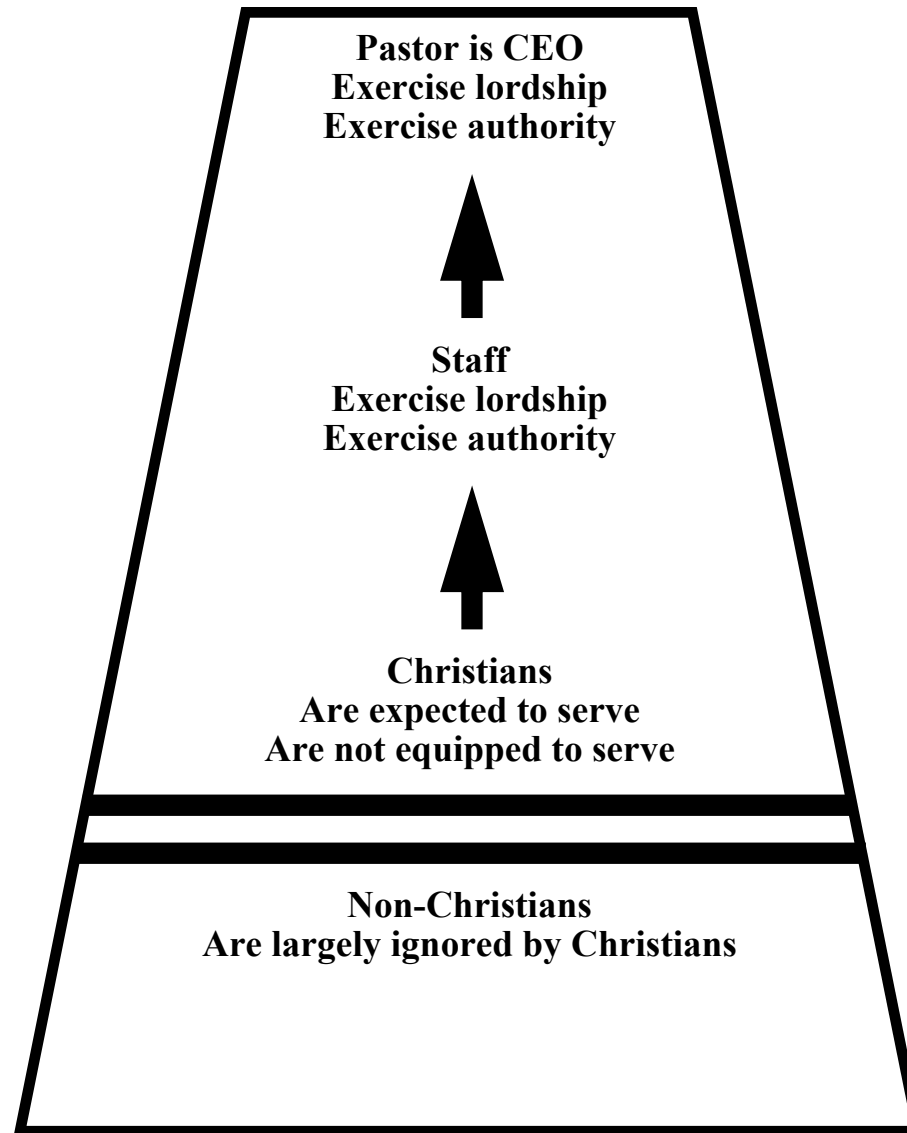 Pastor is CEO
Exercise lordship
Exercise authority
Staff
Exercise lordship
Exercise authority
Christians
Are expected to serve
Are not equipped to serve
Non-Christians
Are largely ignored by Christians